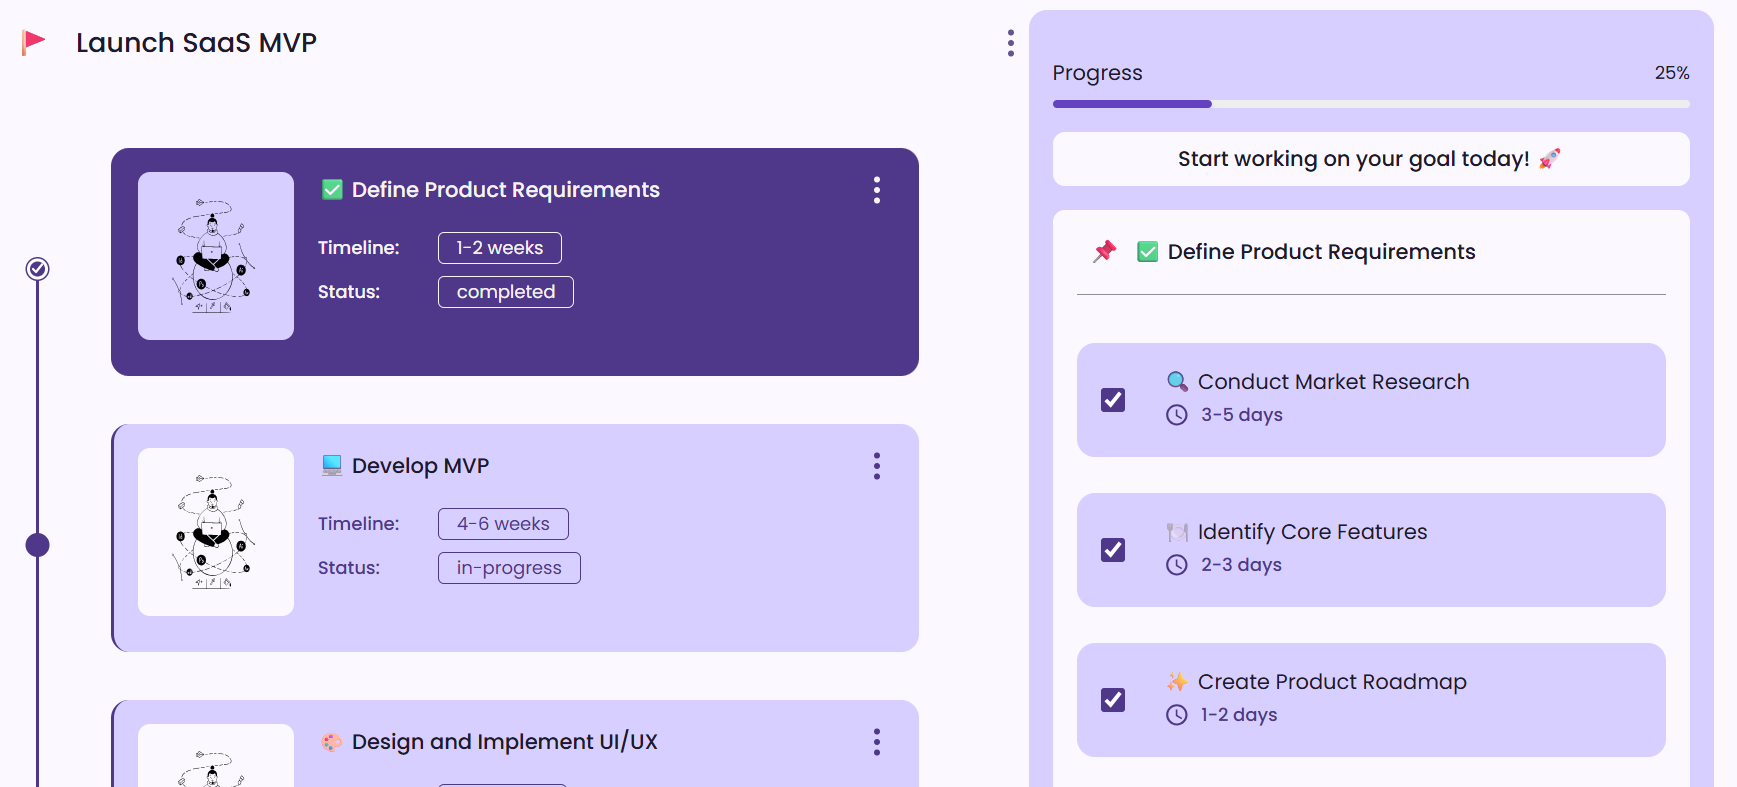 Launch SaaS MVP
✅ Define Product Requirements
Timeline: 1-2 weeks
Status: completed
💻 Develop MVP
Timeline: 4-6 weeks
Status: in-progress
🎨 Design and Implement UI/UX
Progress 25%
Start working on your goal today! 🚀
📌 ✅ Define Product Requirements
🔍 Conduct Market Research
3-5 days
🍽️ Identify Core Features
2-3 days
✨ Create Product Roadmap
1-2 days